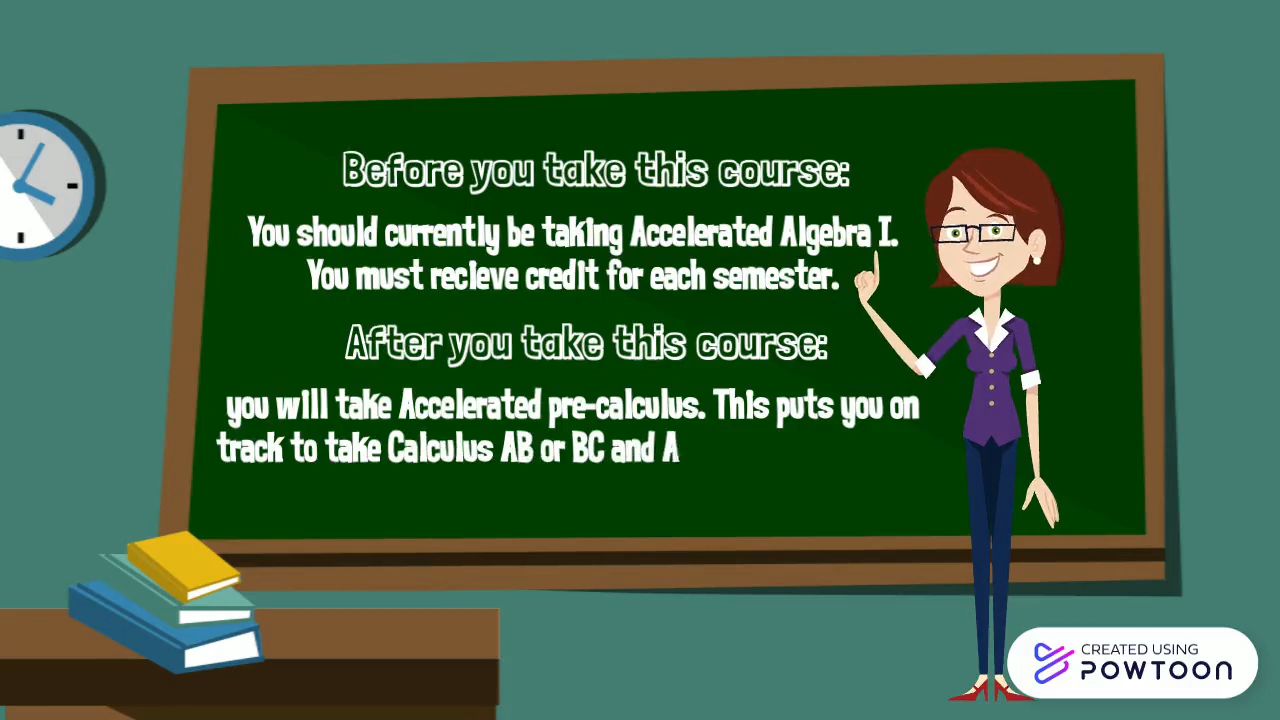 Before you take this course:
You should currently be taking Accelerated Algebra I.
You must recieve credit for each semester.
After you take this course:
you will take Accelerated pre-calculus. This puts you on
track to take Calculus AB or BC and A
CREATED USING
POWTOON